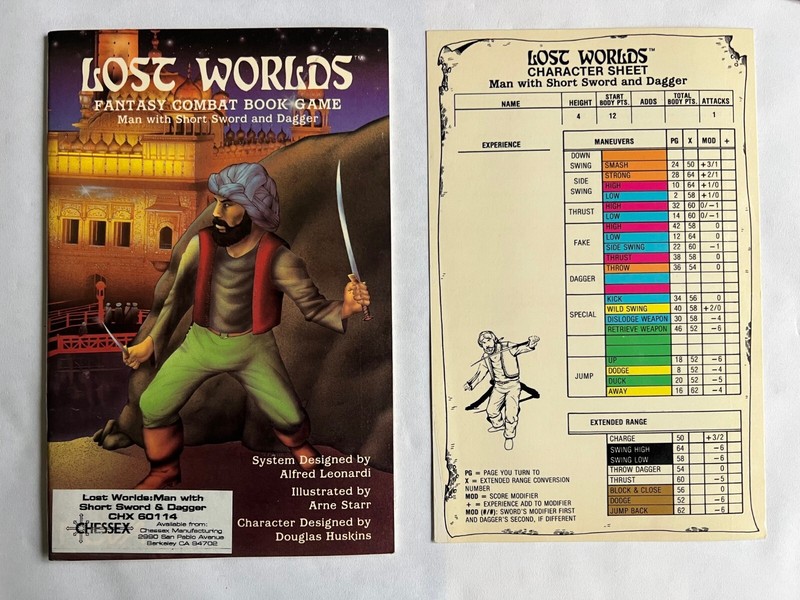 LOST WORLDS™
FANTASY COMBAT BOOK GAME
Man with Short Sword and Dagger
System Designed by
Alfred Leonardi
Illustrated by
Arne Starr
Character Designed by
Douglas Huskins
Lost Worlds:Man with
Short Sword & Dagger
CHX 60114
CHESSEX
Available from:
Chessex Manufacturing
2990 San Pablo Avenue
Berkeley CA 94702
LOST WORLDS™
CHARACTER SHEET
Man with Short Sword and Dagger
NAME HEIGHT START BODY PTS. ADDS TOTAL BODY PTS. ATTACKS
4 12 1
EXPERIENCE
MANEUVERS PG X MOD +
DOWN SWING
SMASH 24 50 +3/1
SIDE SWING
STRONG 28 64 +2/1
HIGH 10 64 +1/0
LOW 2 58 +1/0
THRUST
HIGH 32 60 0/−1
LOW 14 60 0/−1
FAKE
HIGH 42 58 0
LOW 12 64 0
SIDE SWING 22 60 −1
THRUST 38 58 0
DAGGER
THROW 36 54 0
SPECIAL
KICK 34 56 0
WILD SWING 40 58 +2/0
DISLODGE WEAPON 30 58 −4
RETRIEVE WEAPON 46 52 −6
JUMP
UP 18 52 −6
DODGE 8 52 −4
DUCK 20 52 −5
AWAY 16 62 −4
EXTENDED RANGE
CHARGE 50 +3/2
SWING HIGH 64 −6
SWING LOW 58 −6
THROW DAGGER 54 0
THRUST 60 −5
BLOCK & CLOSE 56 0
DODGE 52 −6
JUMP BACK 62 −6
PG = PAGE YOU TURN TO
X = EXTENDED RANGE CONVERSION
NUMBER
MOD = SCORE MODIFIER
+ = EXPERIENCE ADD TO MODIFIER
MOD (#/#): SWORD'S MODIFIER FIRST
AND DAGGER'S SECOND, IF DIFFERENT